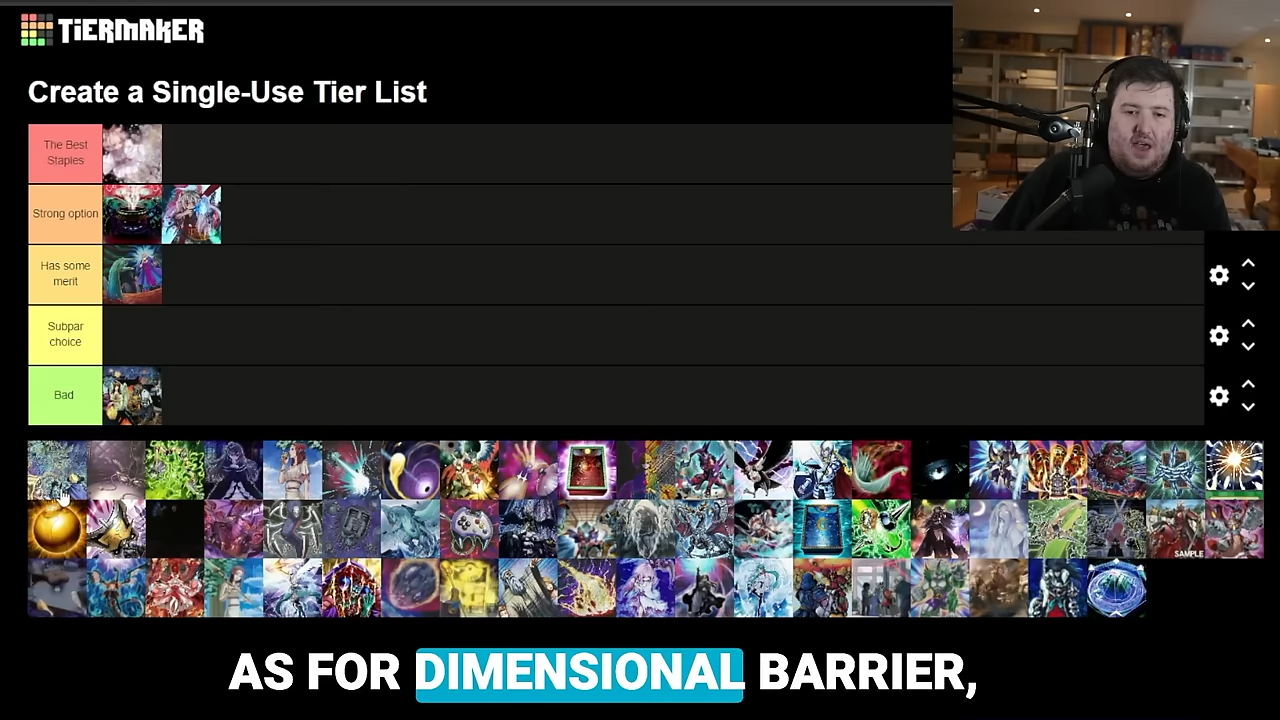 TiERMAKER
Create a Single-Use Tier List
The Best
Staples
Strong option
Has some
merit
Subpar
choice
Bad
SAMPLE
AS FOR DIMENSIONAL BARRIER,